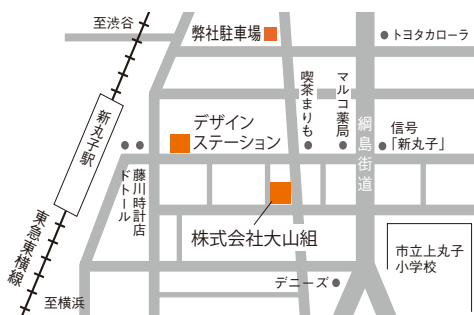 至渋谷
弊社駐車場
トヨタカローラ
喫茶まりも
マルコ薬局
綱島街道
信号
「新丸子」
デザイン
ステーション
新丸子駅
ドトール
藤川時計店
株式会社大山組
東急東横線
市立上丸子
小学校
デニーズ
至横浜